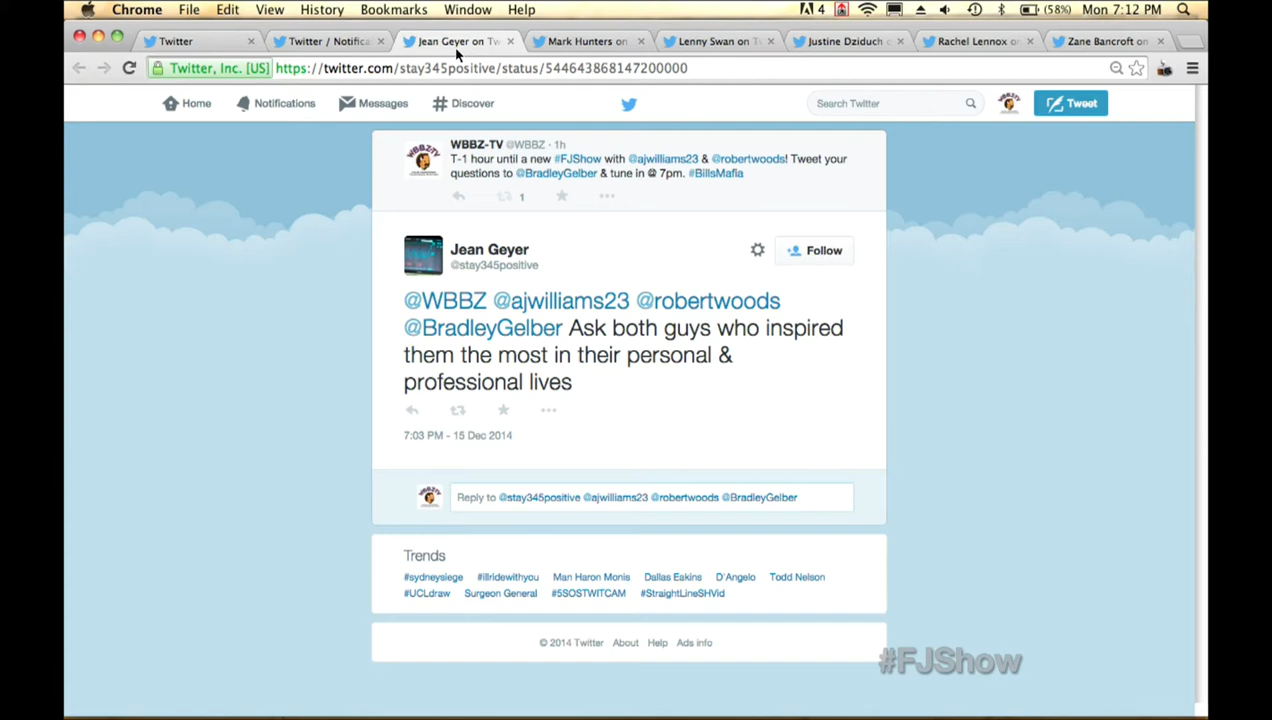 Chrome File Edit View History Bookmarks Window Help 4 (58%) Mon 7:12 PM
Twitter Twitter / Notifica Jean Geyer on Tw Mark Hunters on Lenny Swan on T Justine Dziduch Rachel Lennox on Zane Bancroft on
Twitter, Inc. [US] https://twitter.com/stay345positive/status/544643868147200000
Home Notifications Messages Discover Search Twitter Tweet
WBBZ-TV @WBBZ · 1h
T-1 hour until a new #FJShow with @ajwilliams23 & @robertwoods! Tweet your
questions to @BradleyGelber & tune in @ 7pm. #BillsMafia
1
Jean Geyer
@stay345positive
Follow
@WBBZ @ajwilliams23 @robertwoods
@BradleyGelber Ask both guys who inspired
them the most in their personal &
professional lives
7:03 PM - 15 Dec 2014
Reply to @stay345positive @ajwilliams23 @robertwoods @BradleyGelber
Trends
#sydneysiege #illridewithyou Man Haron Monis Dallas Eakins D'Angelo Todd Nelson
#UCLdraw Surgeon General #5SOSTWITCAM #StraightLineSHVid
© 2014 Twitter About Help Ads info
#FJShow